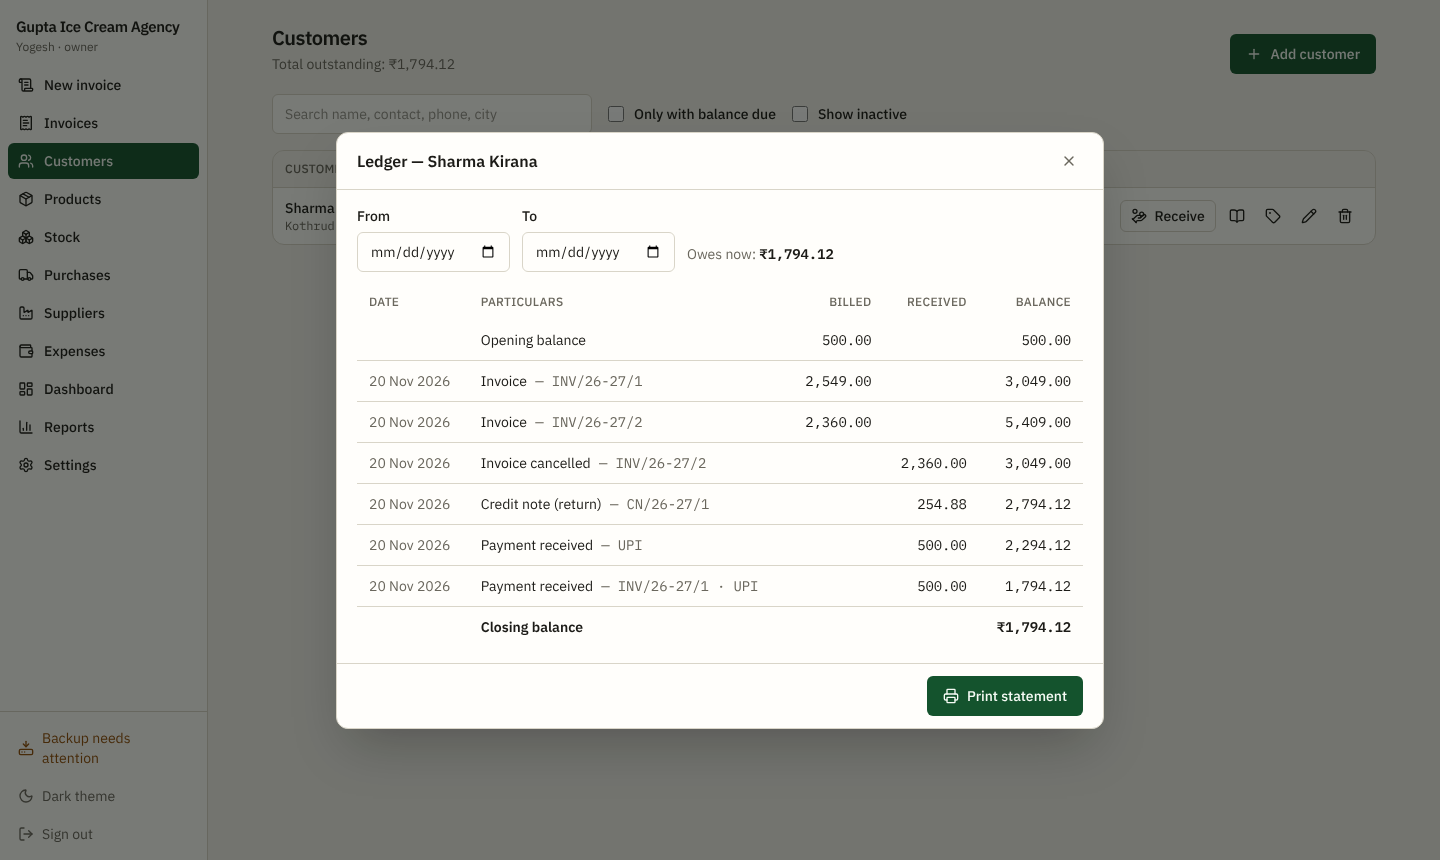 Gupta Ice Cream Agency
Yogesh · owner
New invoice
Invoices
Customers
Products
Stock
Purchases
Suppliers
Expenses
Dashboard
Reports
Settings
Backup needs
attention
Dark theme
Sign out
Customers
Total outstanding: ₹1,794.12
Add customer
Search name, contact, phone, city
Only with balance due
Show inactive
Sharma
Kothrud
Receive
Ledger — Sharma Kirana
From To
mm/dd/yyyy mm/dd/yyyy Owes now: ₹1,794.12
DATE PARTICULARS BILLED RECEIVED BALANCE
Opening balance 500.00 500.00
20 Nov 2026 Invoice — INV/26-27/1 2,549.00 3,049.00
20 Nov 2026 Invoice — INV/26-27/2 2,360.00 5,409.00
20 Nov 2026 Invoice cancelled — INV/26-27/2 2,360.00 3,049.00
20 Nov 2026 Credit note (return) — CN/26-27/1 254.88 2,794.12
20 Nov 2026 Payment received — UPI 500.00 2,294.12
20 Nov 2026 Payment received — INV/26-27/1 · UPI 500.00 1,794.12
Closing balance ₹1,794.12
Print statement